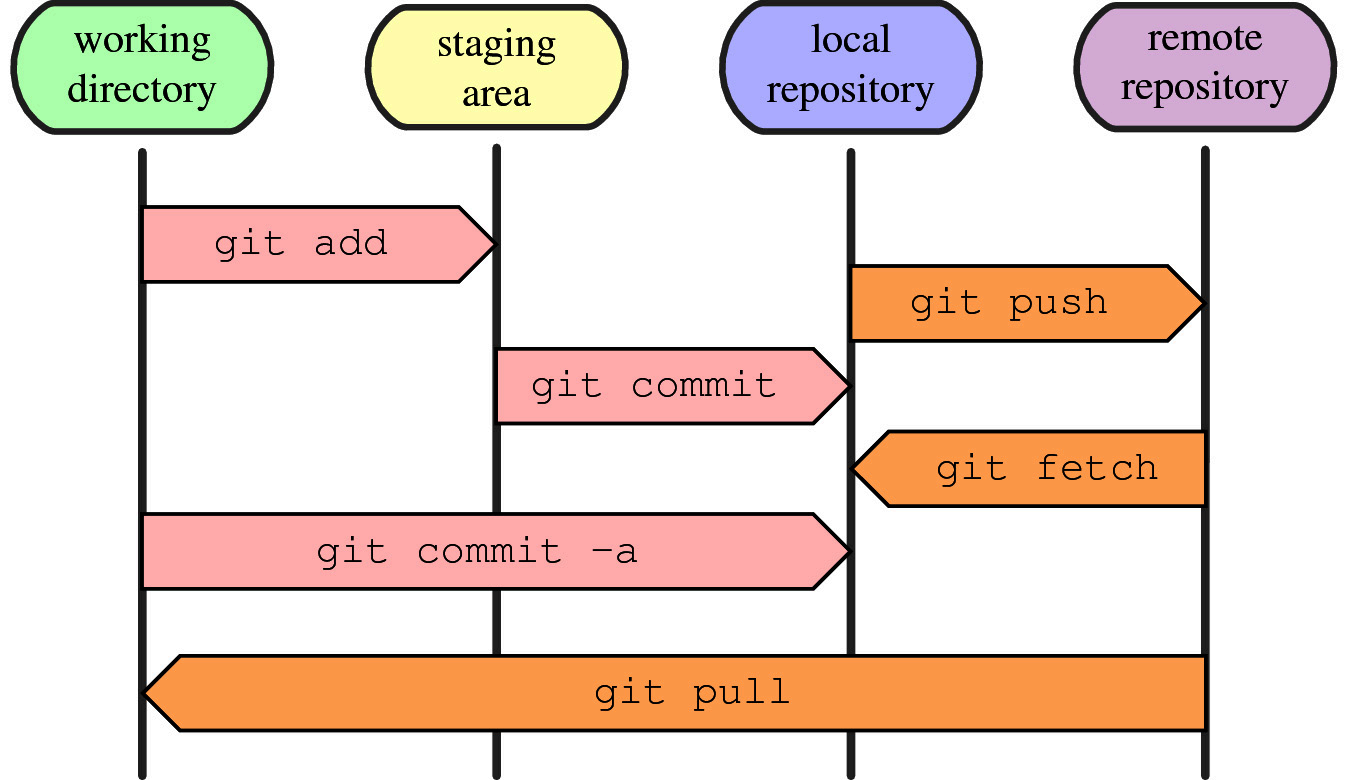 working
directory
staging
area
local
repository
remote
repository
git add
git push
git commit
git fetch
git commit -a
git pull